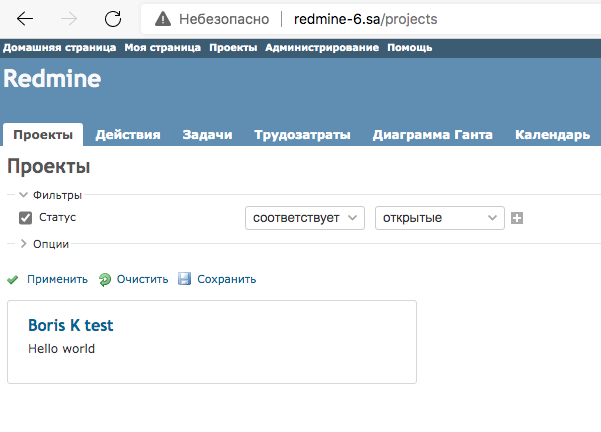 Небезопасно redmine-6.sa/projects
Домашняя страница Моя страница Проекты Администрирование Помощь
Redmine
Проекты Действия Задачи Трудозатраты Диаграмма Ганта Календарь
Проекты
Фильтры
Статус соответствует открытые
Опции
Применить Очистить Сохранить
Boris K test
Hello world